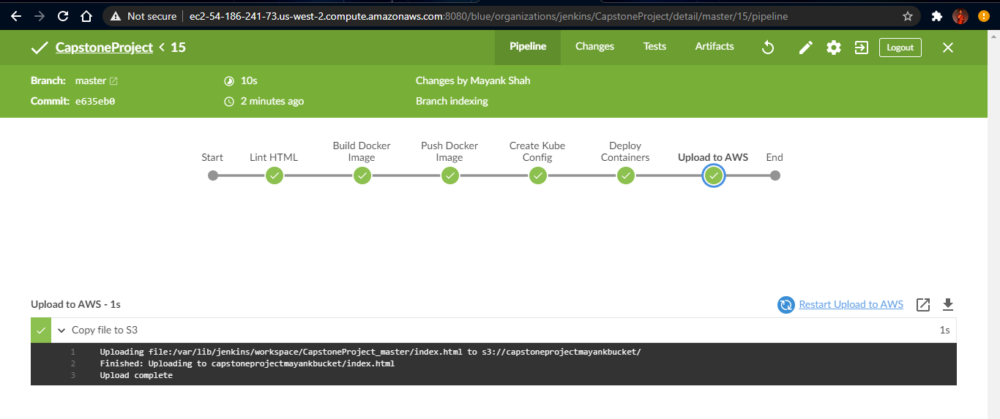 Not secure ec2-54-186-241-73.us-west-2.compute.amazonaws.com:8080/blue/organizations/jenkins/CapstoneProject/detail/master/15/pipeline
CapstoneProject < 15 Pipeline Changes Tests Artifacts Logout
Branch: master 10s Changes by Mayank Shah
Commit: e635eb0 2 minutes ago Branch indexing
Start
Lint HTML
Build Docker
Image
Push Docker
Image
Create Kube
Config
Deploy
Containers
Upload to AWS
End
Upload to AWS - 1s Restart Upload to AWS
Copy file to S3 1s
1 Uploading file:/var/lib/jenkins/workspace/CapstoneProject_master/index.html to s3://capstoneprojectmayankbucket/
2 Finished: Uploading to capstoneprojectmayankbucket/index.html
3 Upload complete